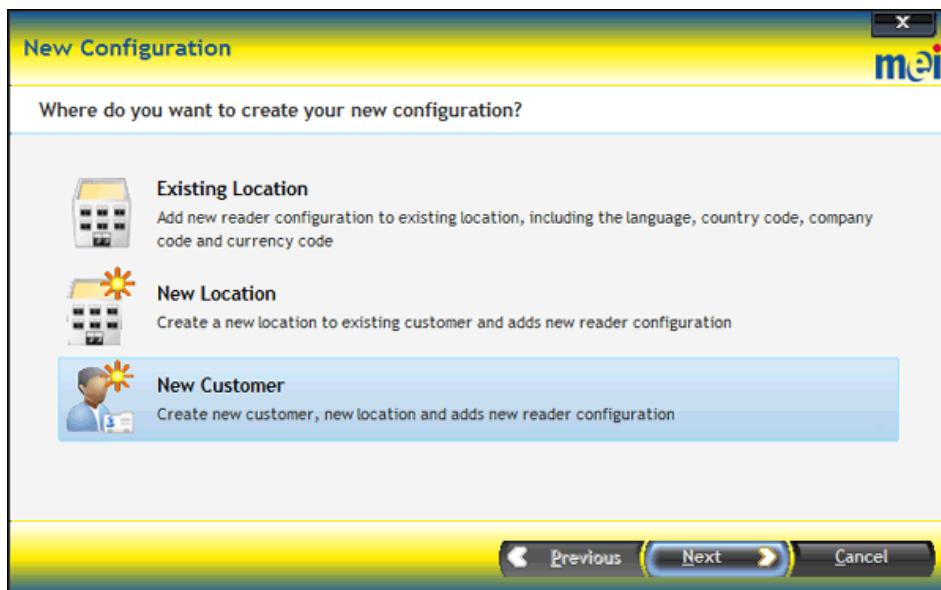 x
New Configuration
mei
Where do you want to create your new configuration?
Existing Location
Add new reader configuration to existing location, including the language, country code, company
code and currency code
New Location
Create a new location to existing customer and adds new reader configuration
New Customer
Create new customer, new location and adds new reader configuration
Previous
Next
Cancel